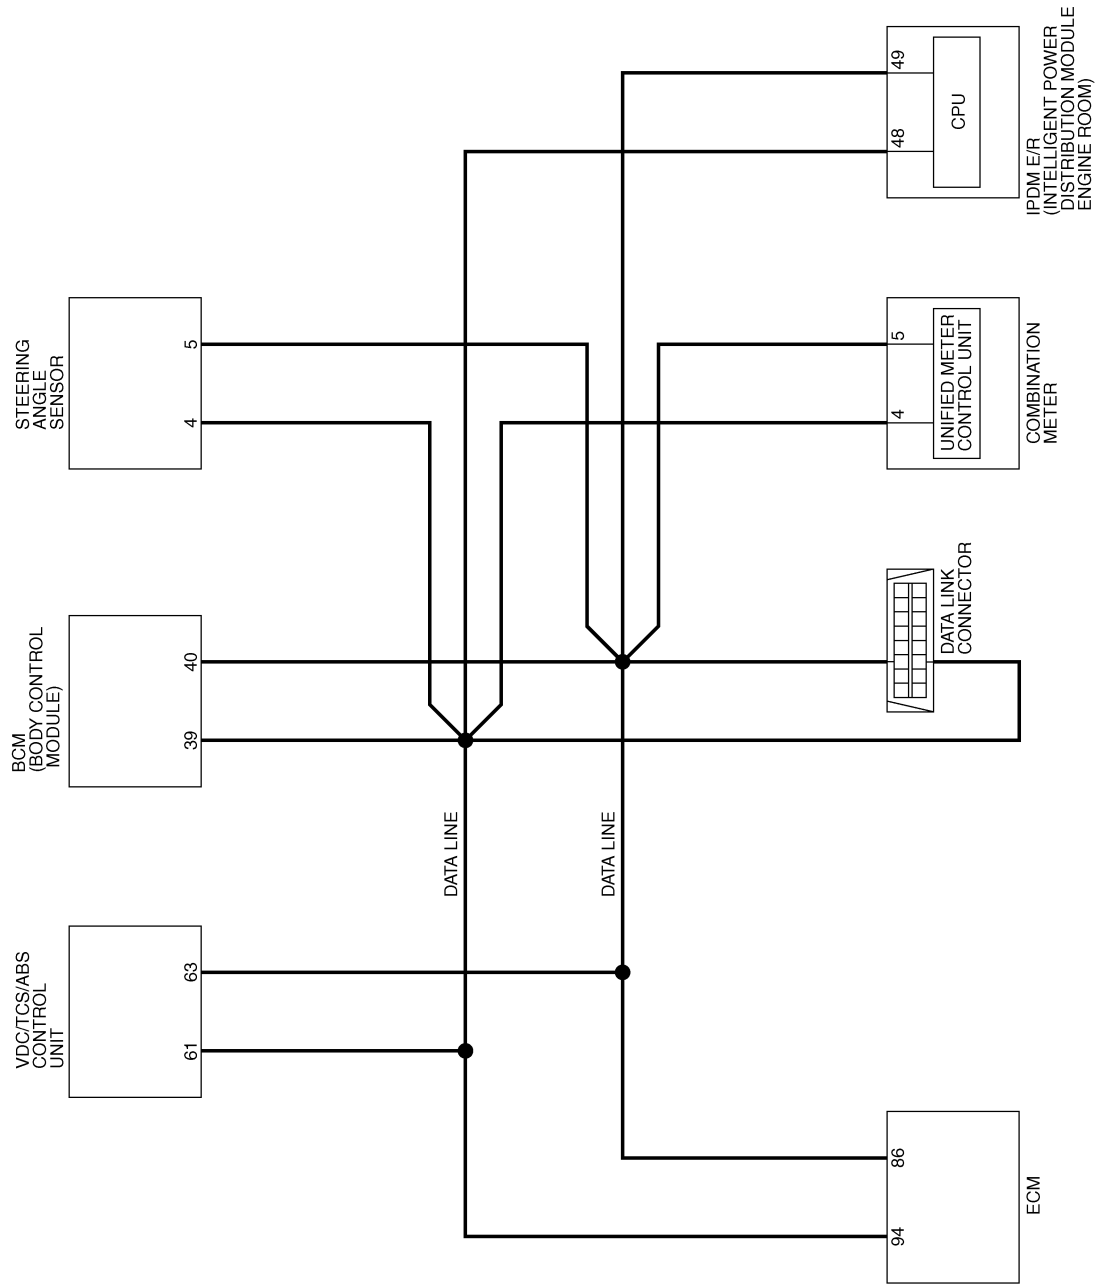 VDC/TCS/ABS
CONTROL
UNIT
61
63
BCM
(BODY CONTROL
MODULE)
39
40
STEERING
ANGLE
SENSOR
4
5
DATA LINE
DATA LINE
94
86
ECM
DATA LINK
CONNECTOR
4
5
UNIFIED METER
CONTROL UNIT
COMBINATION
METER
48
49
CPU
IPDM E/R
(INTELLIGENT POWER
DISTRIBUTION MODULE
ENGINE ROOM)